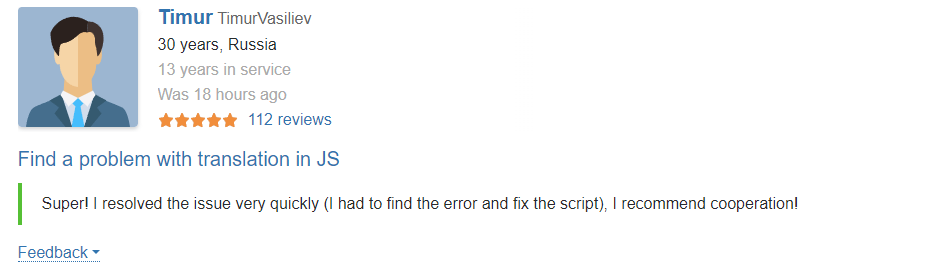 Timur TimurVasiliev
30 years, Russia
13 years in service
Was 18 hours ago
112 reviews
Find a problem with translation in JS
Super! I resolved the issue very quickly (I had to find the error and fix the script), I recommend cooperation!
Feedback